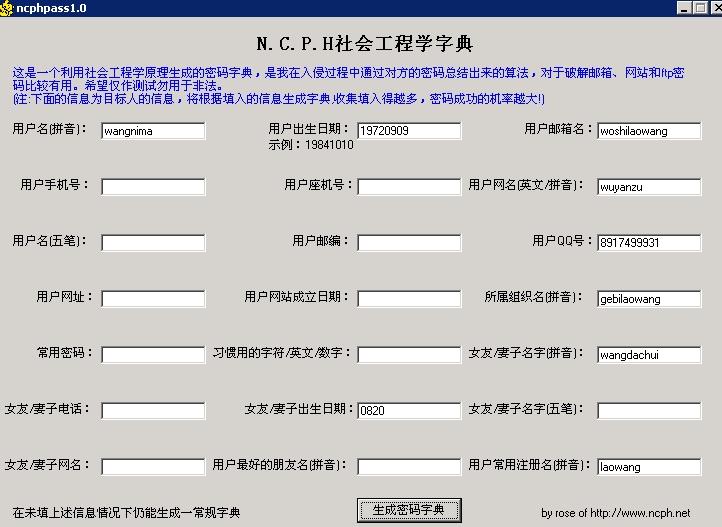 ncphpass1.0
N.C.P.H社会工程学字典
这是一个利用社会工程学原理生成的密码字典，是我在入侵过程中通过对方的密码总结出来的算法，对于破解邮箱、网站和ftp密
码比较有用。希望仅作测试勿用于非法。
(注:下面的信息为目标人的信息，将根据填入的信息生成字典.收集填入得越多，密码成功的机率越大!)
用户名(拼音)： wangnima 用户出生日期： 19720909 用户邮箱名： woshilaowang
示例：19841010
用户手机号： 用户座机号： 用户网名(英文/拼音)： wuyanzu
用户名(五笔)： 用户邮编： 用户QQ号： 8917499931
用户网址： 用户网站成立日期： 所属组织名(拼音)： gebilaowang
常用密码： 习惯用的字符/英文/数字： 女友/妻子名字(拼音)： wangdachui
女友/妻子电话： 女友/妻子出生日期： 0820 女友/妻子名字(五笔)：
女友/妻子网名： 用户最好的朋友名(拼音)： 用户常用注册名(拼音)： laowang
在未填上述信息情况下仍能生成一常规字典 生成密码字典 by rose of http://www.ncph.net